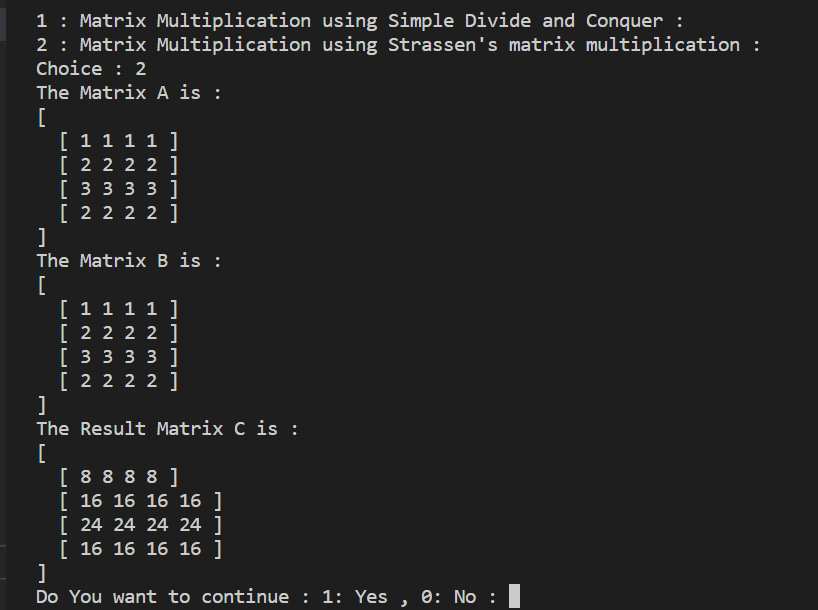 1 : Matrix Multiplication using Simple Divide and Conquer :
2 : Matrix Multiplication using Strassen's matrix multiplication :
Choice : 2
The Matrix A is :
[
  [ 1 1 1 1 ]
  [ 2 2 2 2 ]
  [ 3 3 3 3 ]
  [ 2 2 2 2 ]
]
The Matrix B is :
[
  [ 1 1 1 1 ]
  [ 2 2 2 2 ]
  [ 3 3 3 3 ]
  [ 2 2 2 2 ]
]
The Result Matrix C is :
[
  [ 8 8 8 8 ]
  [ 16 16 16 16 ]
  [ 24 24 24 24 ]
  [ 16 16 16 16 ]
]
Do You want to continue : 1: Yes , 0: No :